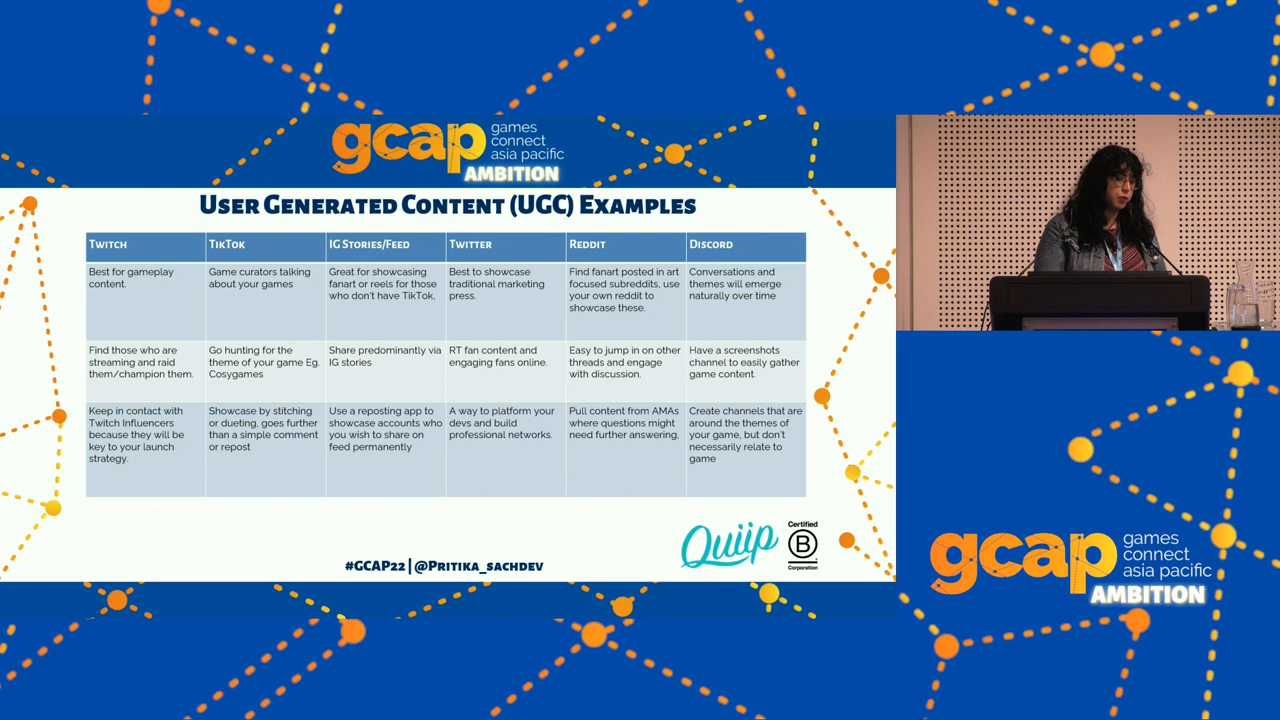 gcap
games
connect
asia pacific
AMBITION
User Generated Content (UGC) Examples
Twitch
Best for gameplay
content.
Find those who are
streaming and raid
them/champion them.
Keep in contact with
Twitch Influencers
because they will be
key to your launch
strategy.
TikTok
Game curators talking
about your games
Go hunting for the
theme of your game Eg.
Cosygames
Showcase by stitching
or dueting, goes further
than a simple comment
or repost
IG Stories/Feed
Great for showcasing
fanart or reels for those
who don't have TikTok,
Share predominantly via
IG stories
Use a reposting app to
showcase accounts who
you wish to share on
feed permanently
Twitter
Best to showcase
traditional marketing
press.
RT fan content and
engaging fans online.
A way to platform your
devs and build
professional networks.
Reddit
Find fanart posted in art
focused subreddits, use
your own reddit to
showcase these.
Easy to jump in on other
threads and engage
with discussion.
Pull content from AMAs
where questions might
need further answering,
Discord
Conversations and
themes will emerge
naturally over time
Have a screenshots
channel to easily gather
game content.
Create channels that are
around the themes of
your game, but don't
necessarily relate to
game
#GCAP22 | @Pritika_sachdev
Quiip
Certified
B
Corporation
gcap
games
connect
asia pacific
AMBITION